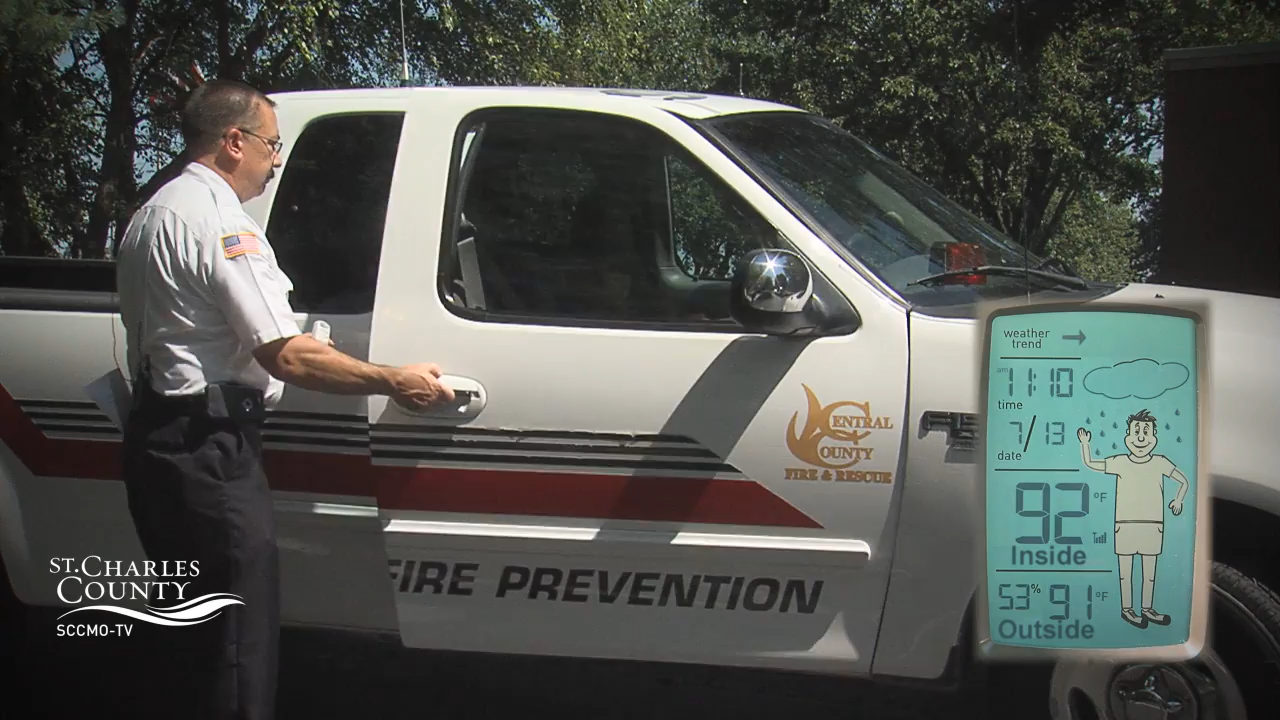 CENTRAL
COUNTY
FIRE & RESCUE
FIRE PREVENTION
ST. CHARLES
COUNTY
SCCMO-TV
weather
trend
am 11:10
time
7/13
date
92 °F
Inside
53% 91 °F
Outside